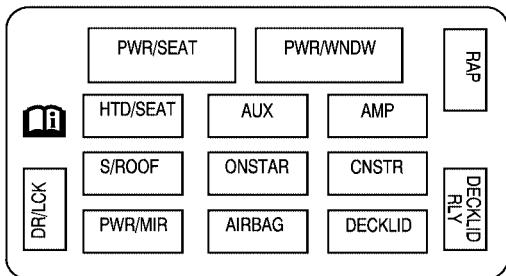 PWR/SEAT
PWR/WNDW
RAP
HTD/SEAT
AUX
AMP
S/ROOF
ONSTAR
CNSTR
DR/LCK
PWR/MIR
AIRBAG
DECKLID
DECKLID
RLY